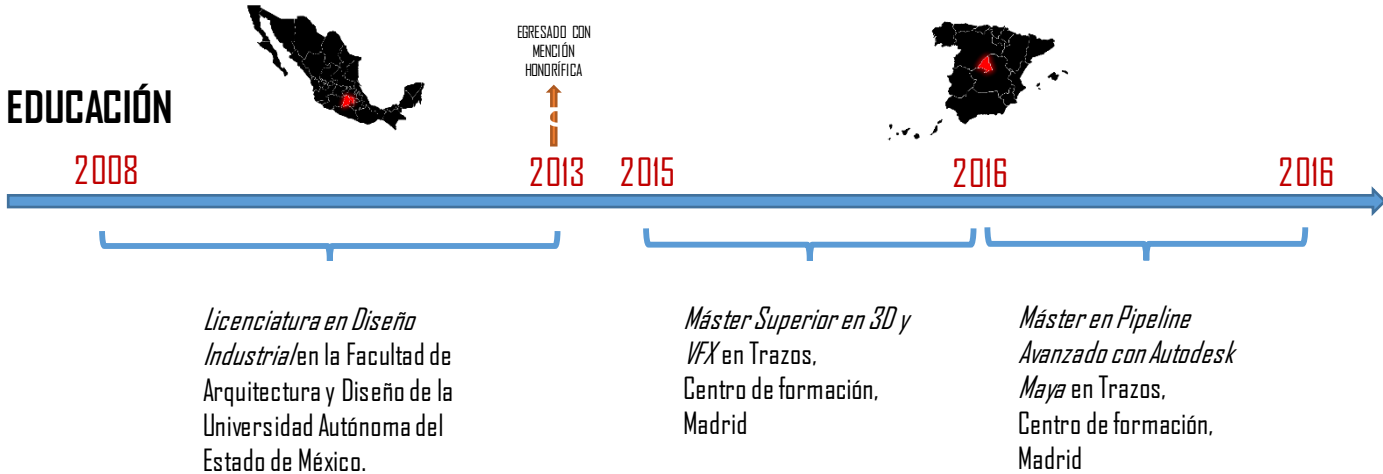 EGRESADO CON
MENCIÓN
HONORÍFICA
EDUCACIÓN
2008
2013
2015
2016
2016
Licenciatura en Diseño
Industrial en la Facultad de
Arquitectura y Diseño de la
Universidad Autónoma del
Estado de México.
Máster Superior en 3D y
VFX en Trazos,
Centro de formación,
Madrid
Máster en Pipeline
Avanzado con Autodesk
Maya en Trazos,
Centro de formación,
Madrid